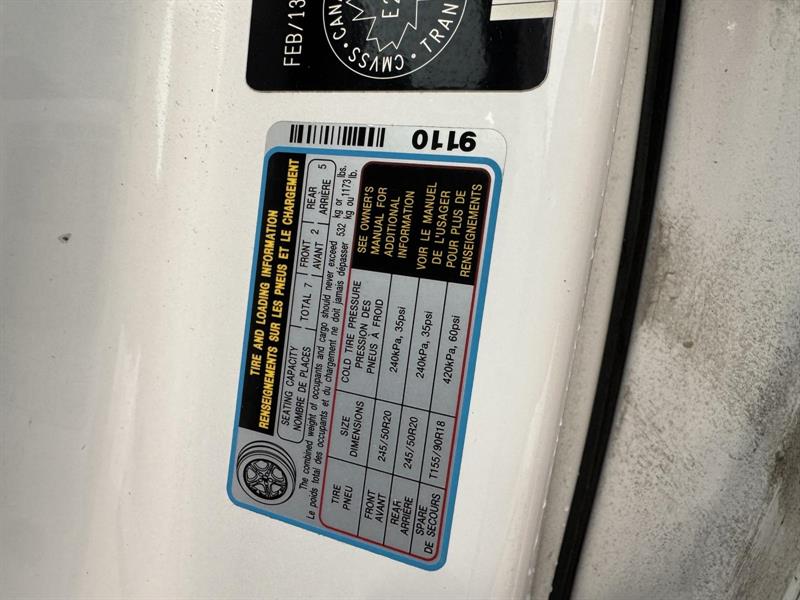 FEB/13
CMVSS
TRAN
9110
TIRE AND LOADING INFORMATION
RENSEIGNEMENTS SUR LES PNEUS ET LE CHARGEMENT
SEATING CAPACITY
NOMBRE DE PLACES
TOTAL 7
FRONT
AVANT 2
REAR
ARRIÈRE 5
The combined weight of occupants and cargo should never exceed 532 kg or 1173 lbs.
Le poids total des occupants et du chargement ne doit jamais dépasser 532 kg ou 1173 lb.
TIRE
PNEU
SIZE
DIMENSIONS
COLD TIRE PRESSURE
PRESSION DES
PNEUS À FROID
FRONT
AVANT
245/50R20
240kPa, 35psi
REAR
ARRIÈRE
245/50R20
240kPa, 35psi
SPARE
DE SECOURS
T155/90R18
420kPa, 60psi
SEE OWNER'S
MANUAL FOR
ADDITIONAL
INFORMATION
VOIR LE MANUEL
DE L'USAGER
POUR PLUS DE
RENSEIGNEMENTS